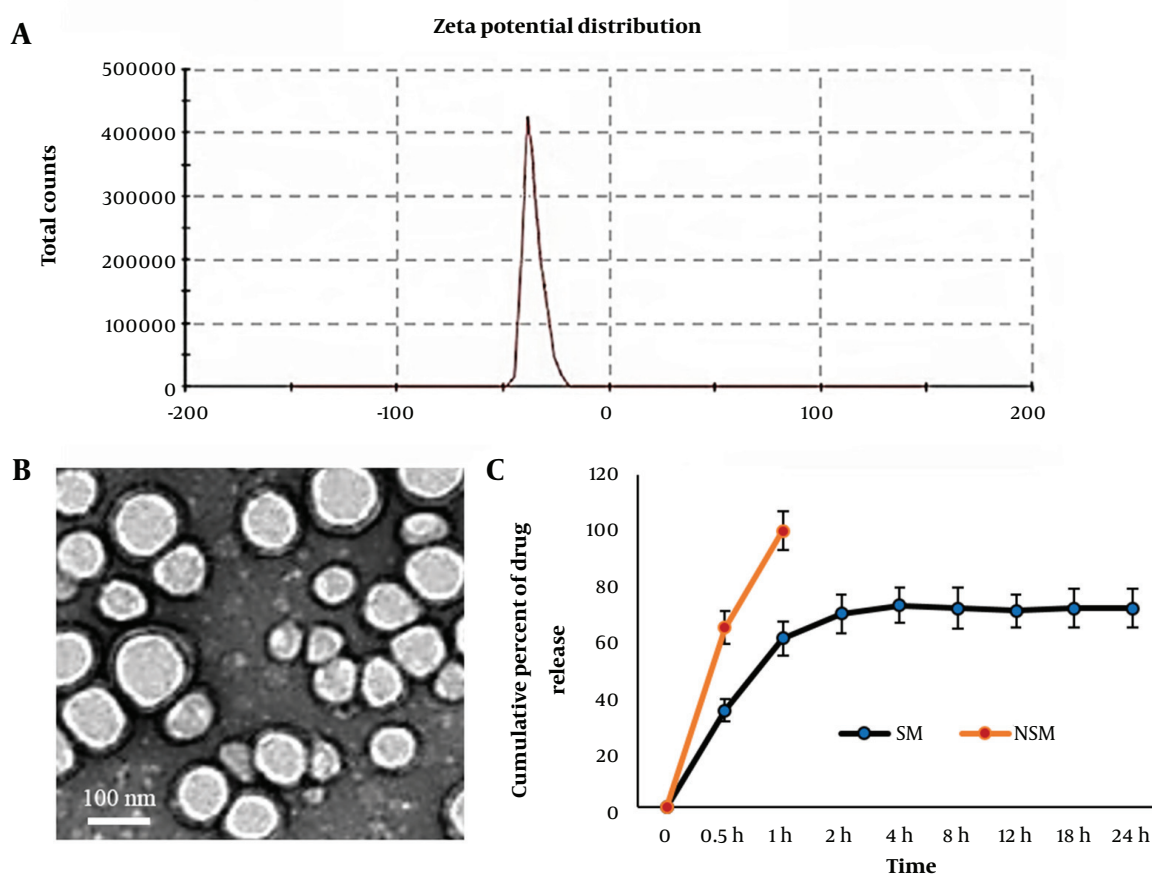 A
Zeta potential distribution
Total counts
500000
400000
300000
200000
100000
0
-200
-100
0
100
200
B
100 nm
C
Cumulative percent of drug
release
120
100
80
60
40
20
0
SM
NSM
0
0.5 h
1 h
2 h
4 h
8 h
12 h
18 h
24 h
Time